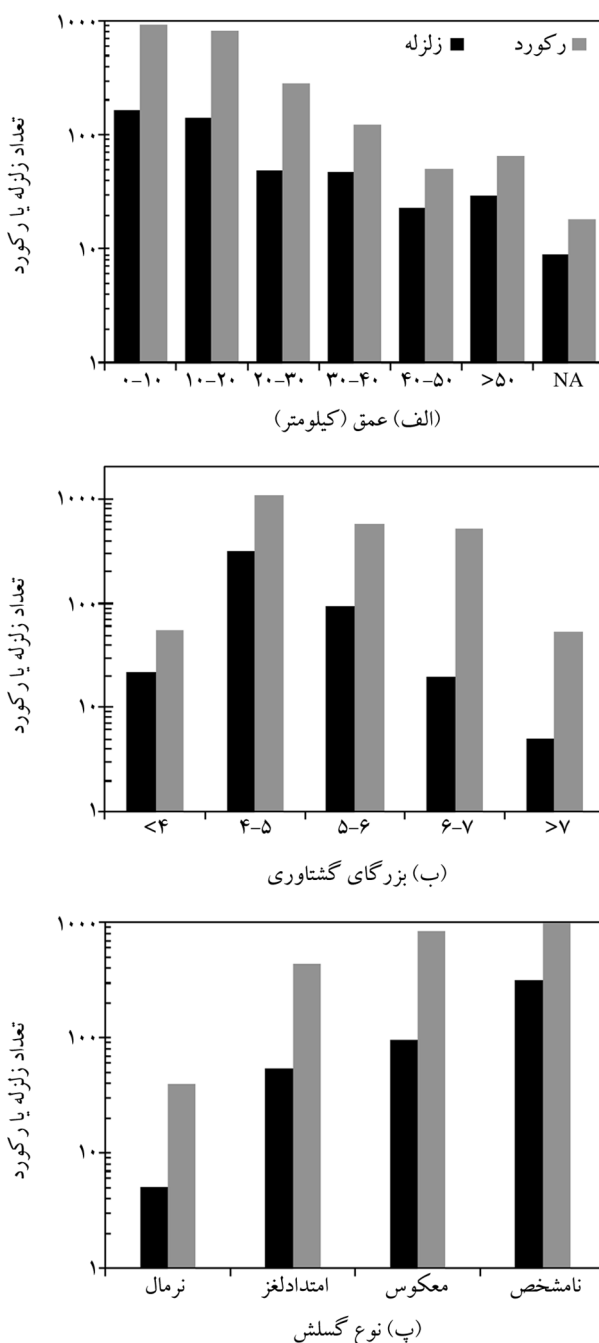 رکورد زلزله
۱۰۰۰
۱۰۰
۱۰
۱
تعداد زلزله یا رکورد
۰-۱۰ ۱۰-۲۰ ۲۰-۳۰ ۳۰-۴۰ ۴۰-۵۰ >۵۰ NA
(الف) عمق (کیلومتر)
۱۰۰۰
۱۰۰
۱۰
۱
تعداد زلزله یا رکورد
<۴ ۴-۵ ۵-۶ ۶-۷ >۷
(ب) بزرگای گشتاوری
۱۰۰۰
۱۰۰
۱۰
۱
تعداد زلزله یا رکورد
نرمال امتدادلغز معکوس نامشخص
(پ) نوع گسلش